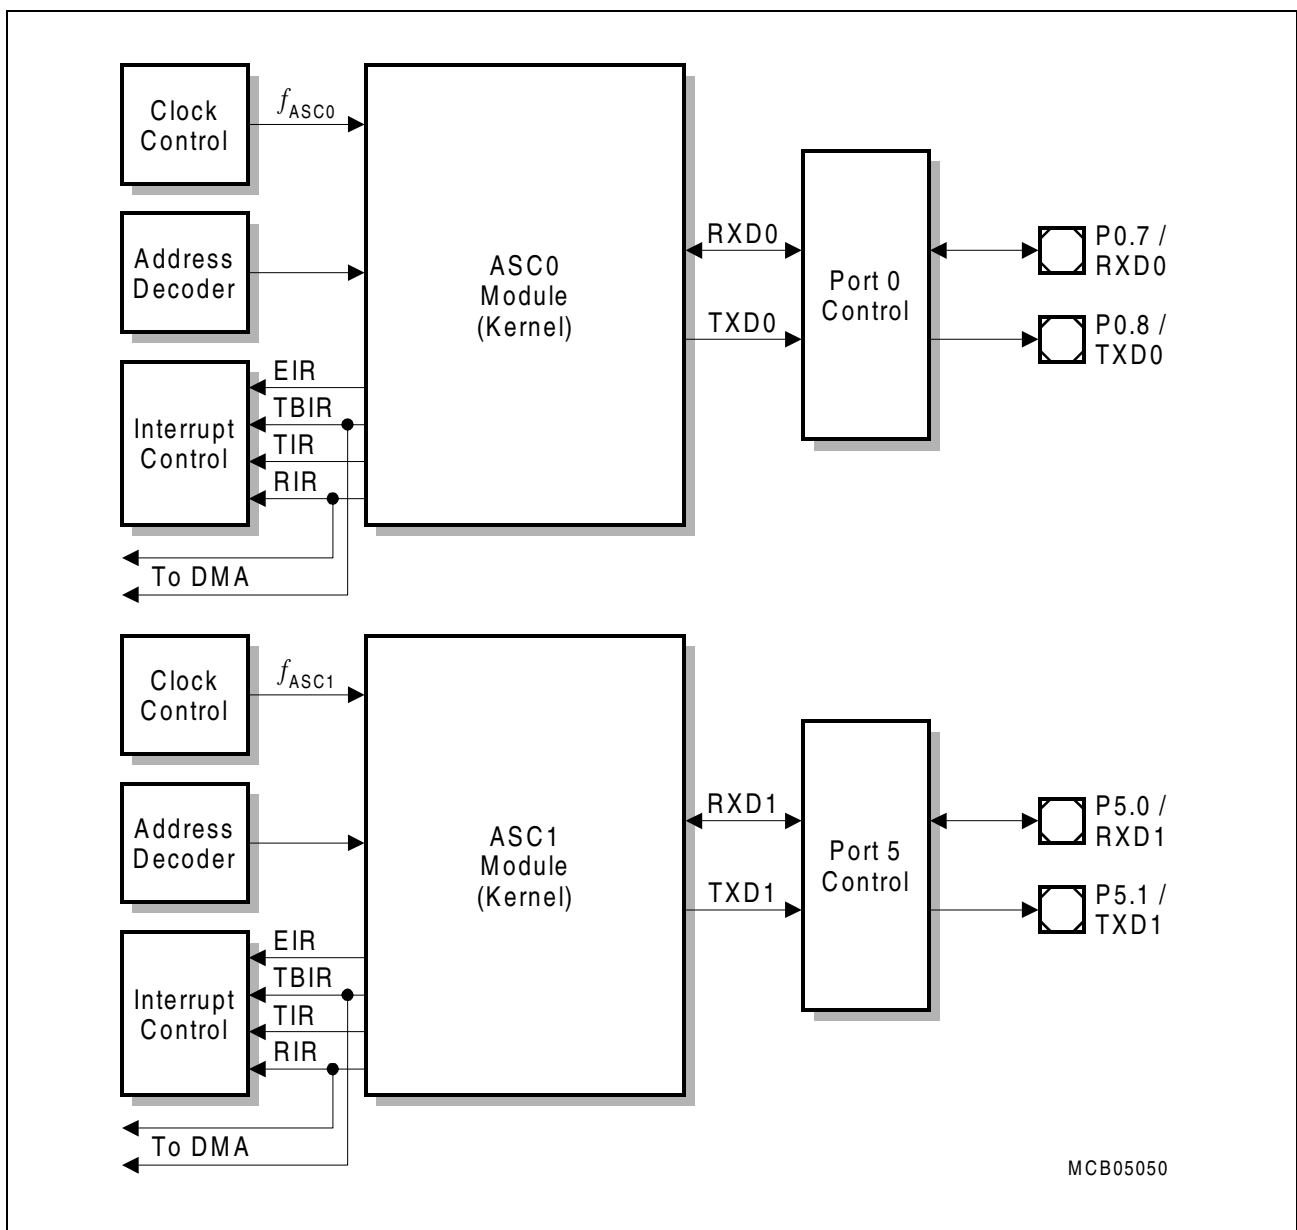 Clock
Control
fASC0
Address
Decoder
ASC0
Module
(Kernel)
RXD0
TXD0
Port 0
Control
P0.7 /
RXD0
P0.8 /
TXD0
Interrupt
Control
EIR
TBIR
TIR
RIR
To DMA
Clock
Control
fASC1
Address
Decoder
ASC1
Module
(Kernel)
RXD1
TXD1
Port 5
Control
P5.0 /
RXD1
P5.1 /
TXD1
Interrupt
Control
EIR
TBIR
TIR
RIR
To DMA
MCB05050